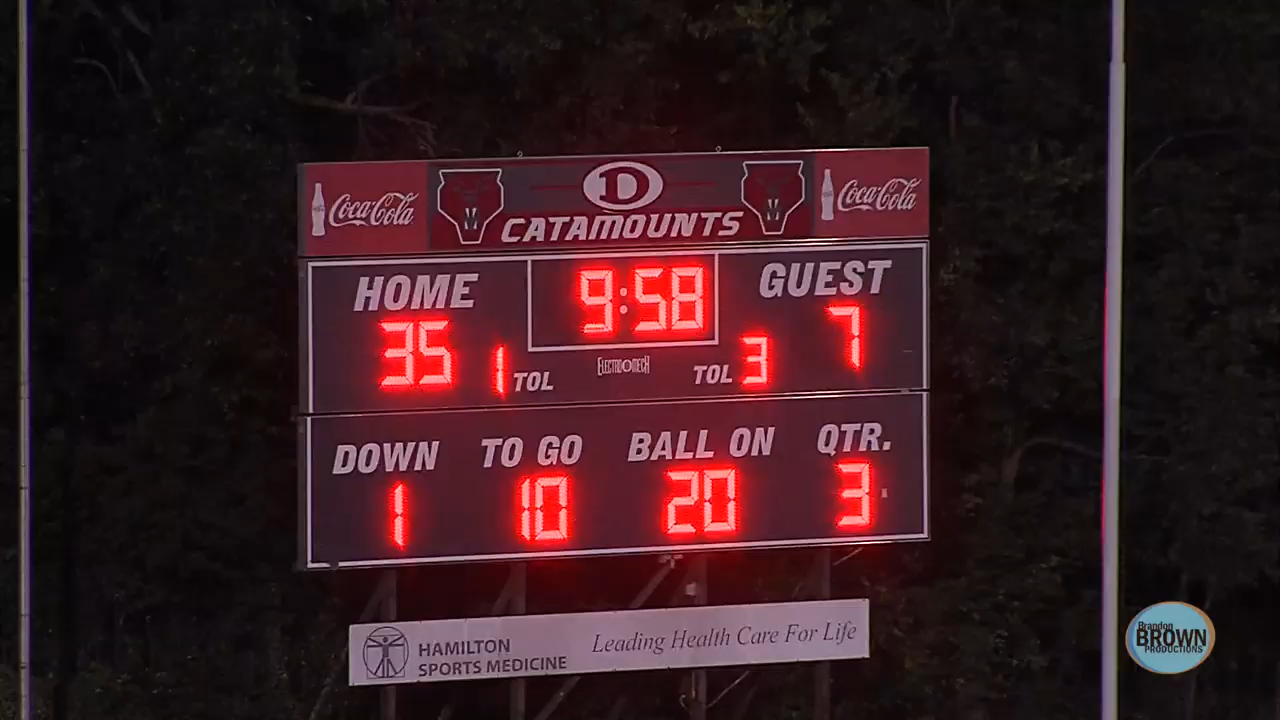 Coca-Cola
D
CATAMOUNTS
Coca-Cola
HOME
9:58
GUEST
35
1 TOL
ELECTRO-MECH
TOL 3
7
DOWN
TO GO
BALL ON
QTR.
1
10
20
3
HAMILTON
SPORTS MEDICINE
Leading Health Care For Life
Brandon
BROWN
PRODUCTIONS